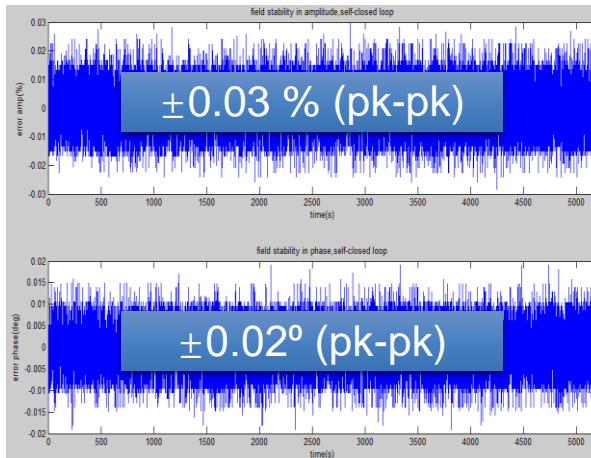 field stability in amplitude,self-closed loop
0.03
0.02
0.01
0
-0.01
-0.02
-0.03
error amp(%)
±0.03 % (pk-pk)
0 500 1000 1500 2000 2500 3000 3500 4000 4500 5000
time(s)
field stability in phase,self-closed loop
0.02
0.015
0.01
0.005
0
-0.005
-0.01
-0.015
-0.02
error phase(deg)
±0.02º (pk-pk)
0 500 1000 1500 2000 2500 3000 3500 4000 4500 5000
time(s)